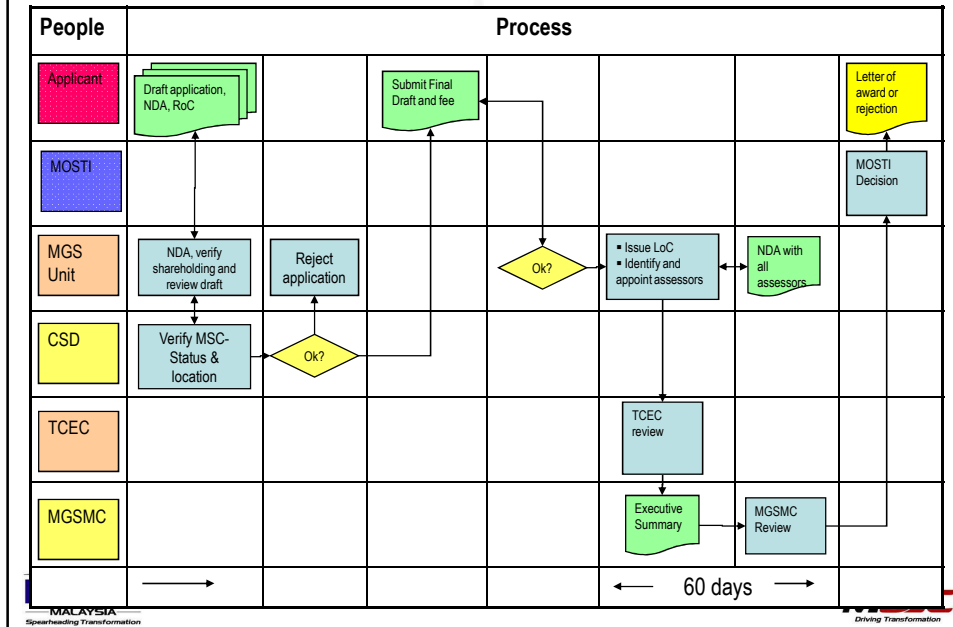 People
Process
Applicant
Draft application,
NDA, RoC
Submit Final
Draft and fee
Letter of
award or
rejection
MOSTI
MOSTI
Decision
MGS
Unit
NDA, verify
shareholding and
review draft
Reject
application
Ok?
▪ Issue LoC
▪ Identify and
appoint assessors
NDA with
all
assessors
CSD
Verify MSC-
Status &
location
Ok?
TCEC
TCEC
review
MGSMC
Executive
Summary
MGSMC
Review
60 days
MALAYSIA
Spearheading Transformation
Driving Transformation